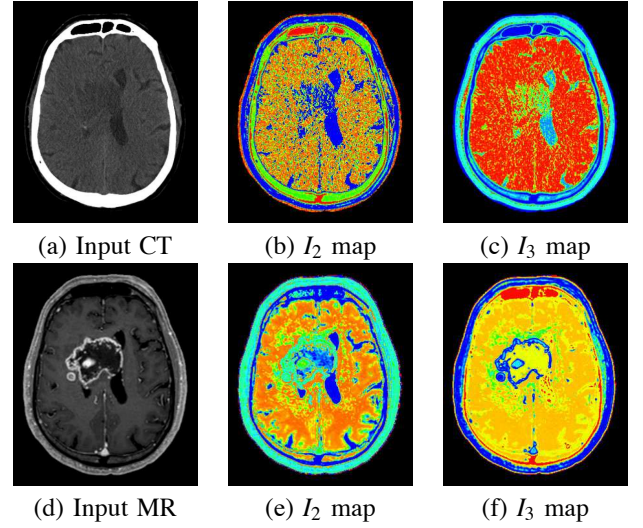 (a) Input CT
(b) I₂ map
(c) I₃ map
(d) Input MR
(e) I₂ map
(f) I₃ map